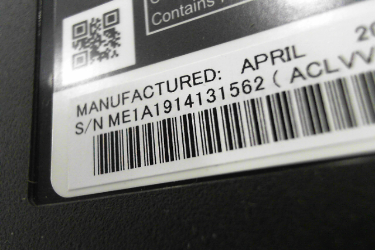 Contains
MANUFACTURED: APRIL 20
S/N ME1A1914131562 ( ACLVV